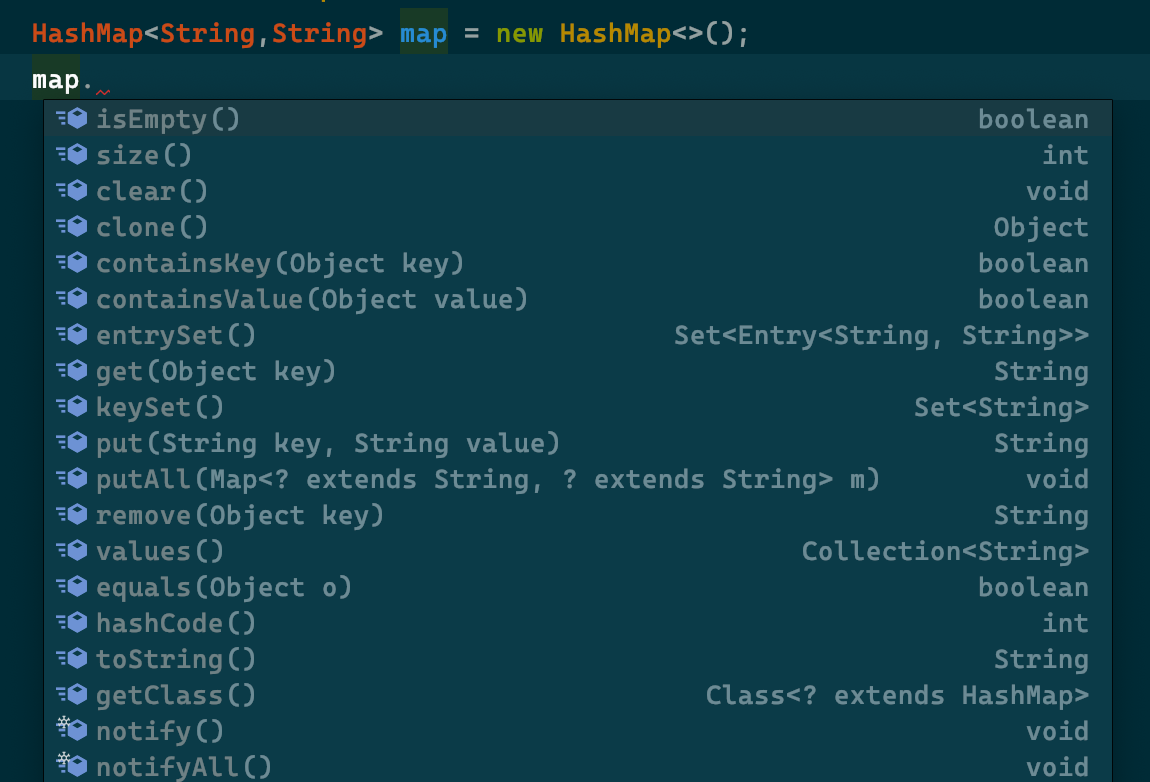 HashMap<String,String> map = new HashMap<>();
map.
isEmpty() boolean
size() int
clear() void
clone() Object
containsKey(Object key) boolean
containsValue(Object value) boolean
entrySet() Set<Entry<String, String>>
get(Object key) String
keySet() Set<String>
put(String key, String value) String
putAll(Map<? extends String, ? extends String> m) void
remove(Object key) String
values() Collection<String>
equals(Object o) boolean
hashCode() int
toString() String
getClass() Class<? extends HashMap>
notify() void
notifyAll() void